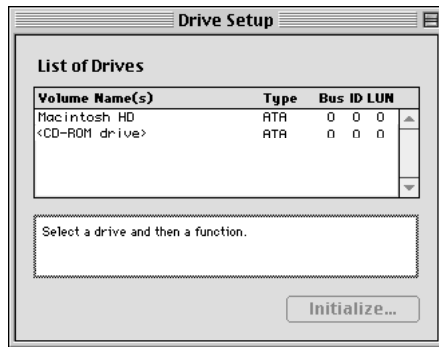 Drive Setup
List of Drives
Volume Name(s) Type Bus ID LUN
Macintosh HD ATA 0 0 0
<CD-ROM drive> ATA 0 0 0
Select a drive and then a function.
Initialize...